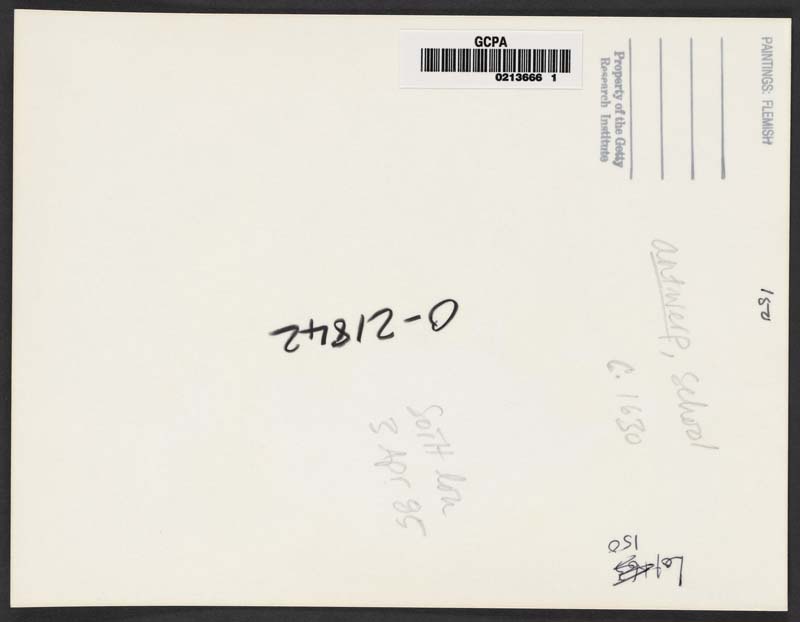 GCPA
0213666 1
PAINTINGS: FLEMISH
Property of the Getty
Research Institute
150
antwerp, school
C. 1630
0-21842
SoTH Lon
3 Apr. 85
Lot
150